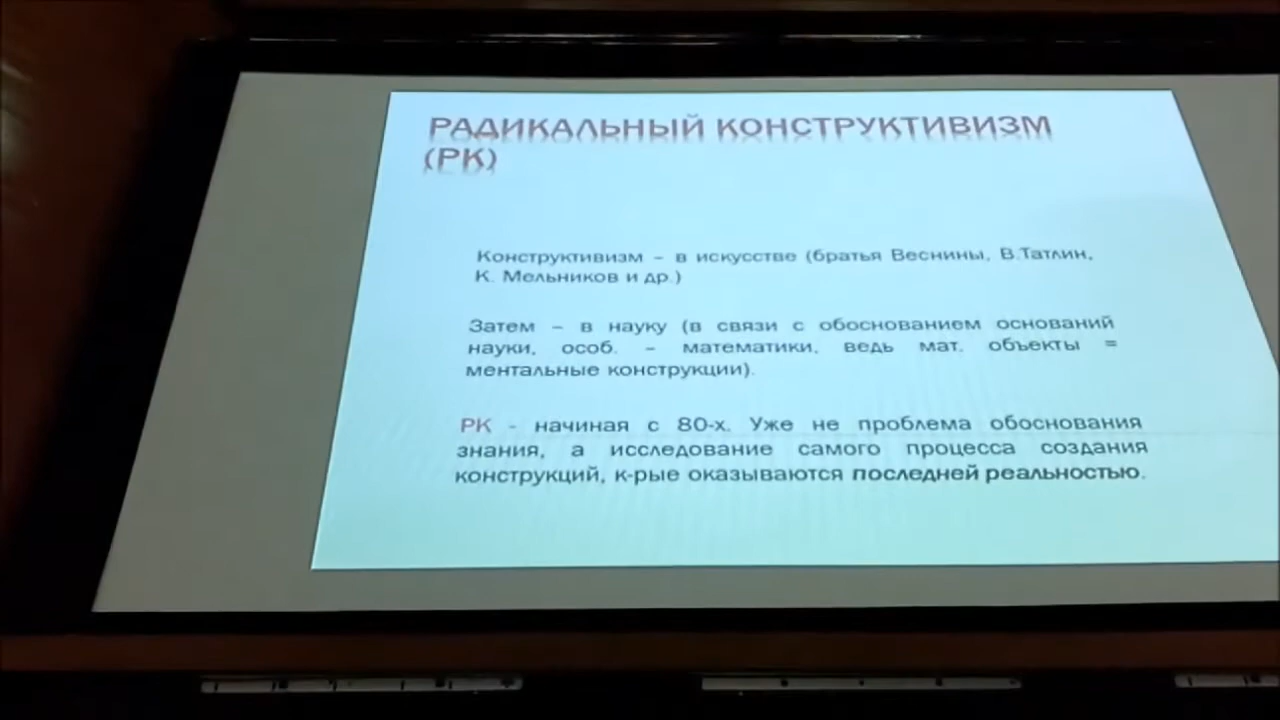 РАДИКАЛЬНЫЙ КОНСТРУКТИВИЗМ
(РК)
Конструктивизм – в искусстве (братья Веснины, В.Татлин,
К. Мельников и др.)
Затем – в науку (в связи с обоснованием оснований
науки, особ. – математики, ведь мат. объекты =
ментальные конструкции).
РК - начиная с 80-х. Уже не проблема обоснования
знания, а исследование самого процесса создания
конструкций, к-рые оказываются последней реальностью.